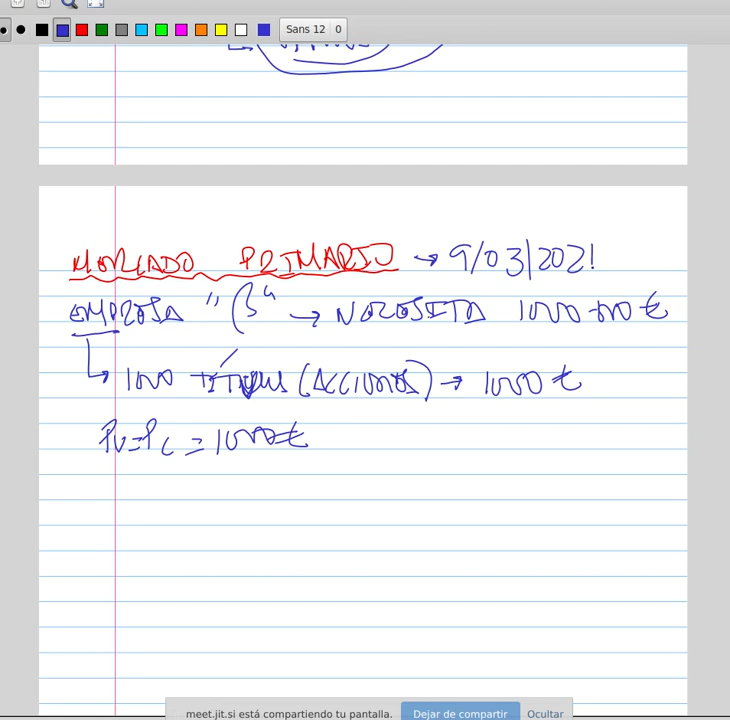 Sans 12 0
MERCADO PRIMARIO → 9/03/2021
EMPRESA "B" → NECESITA 1000.000 €
↳ 1000 TÍTULOS (ACCIONES) → 1000 €
Pv = Pc = 1000 €
meet.jit.si está compartiendo tu pantalla. Dejar de compartir Ocultar